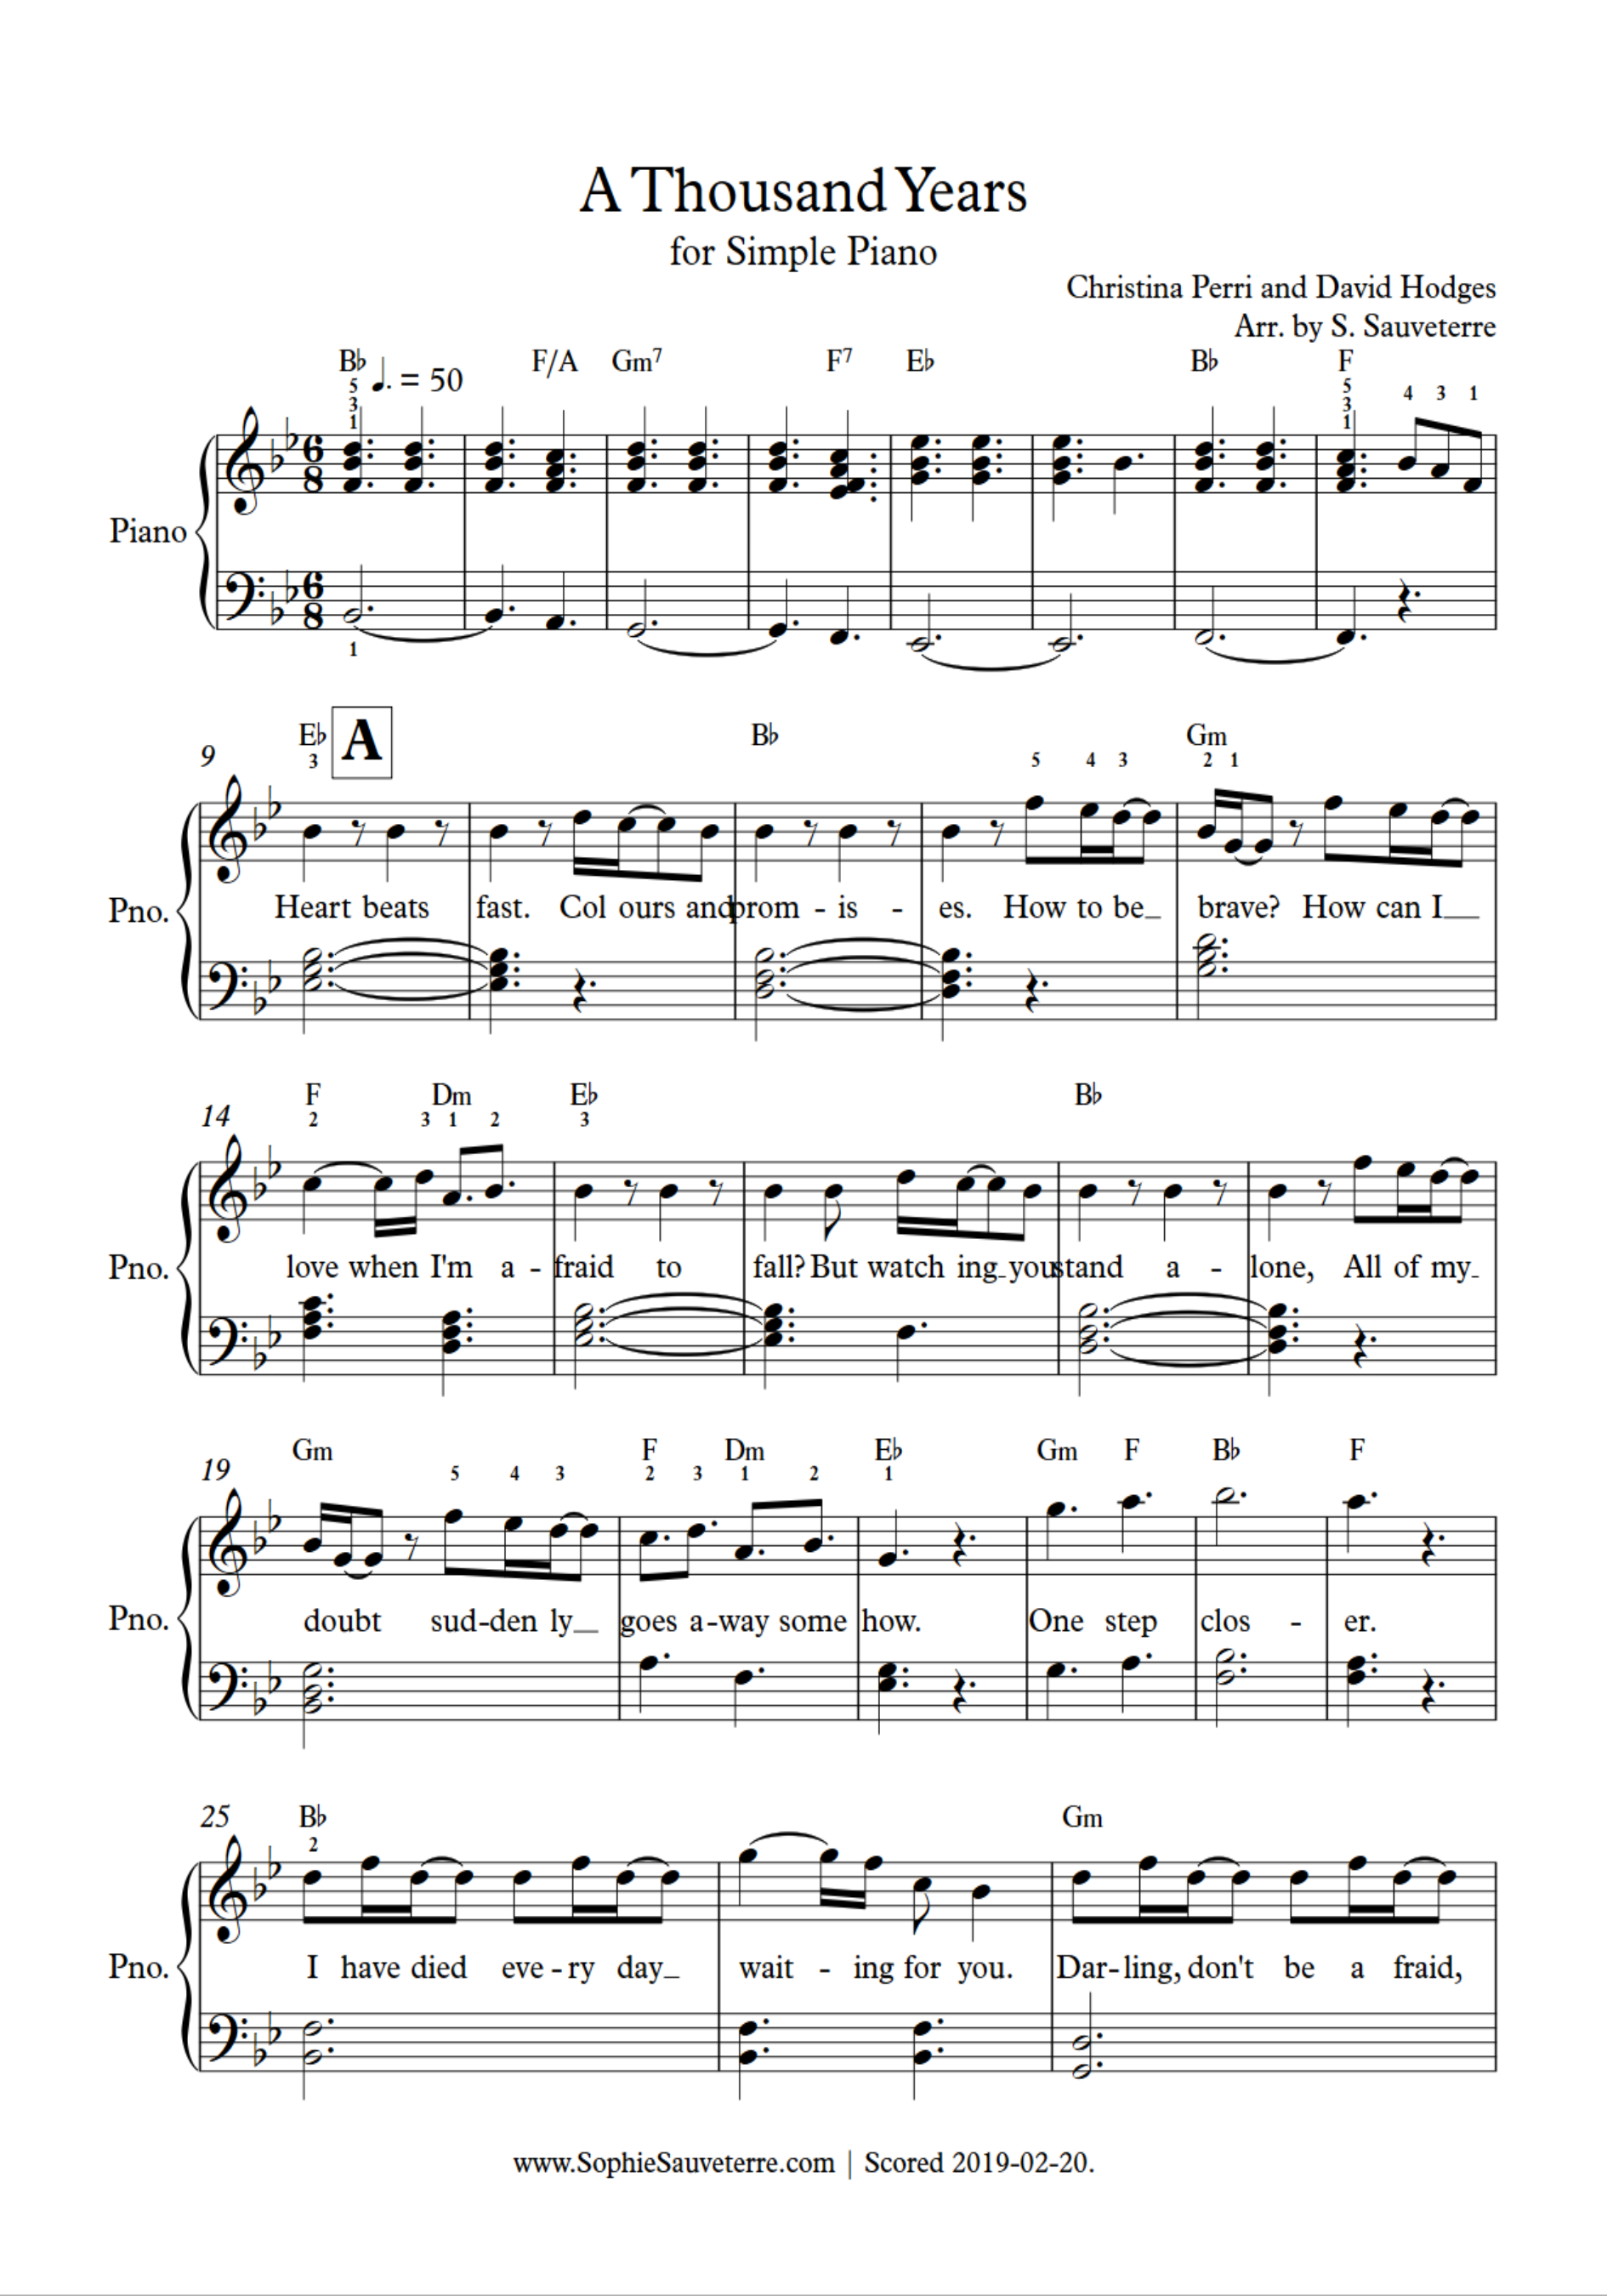 A Thousand Years
for Simple Piano
Christina Perri and David Hodges
Arr. by S. Sauveterre
B♭ F/A Gm7 F7 E♭ B♭ F
5 ♩. = 50 5 4 3 1
3 3
1 1
6 8
Piano
6 8
1
E♭ A B♭ Gm
9 3 5 4 3 2 1
Pno.
Heart beats fast. Col ours and prom - is - es. How to be_ brave? How can I_
F Dm E♭ B♭
14 2 3 1 2 3
Pno.
love when I'm a - fraid to fall? But watch ing_you stand a - lone, All of my_
Gm F Dm E♭ Gm F B♭ F
19 5 4 3 2 3 1 2 1
Pno.
doubt sud-den ly_ goes a-way some how. One step clos - er.
25 B♭ Gm
2
Pno.
I have died eve-ry day_ wait - ing for you. Dar-ling, don't be a fraid,
www.SophieSauveterre.com | Scored 2019-02-20.